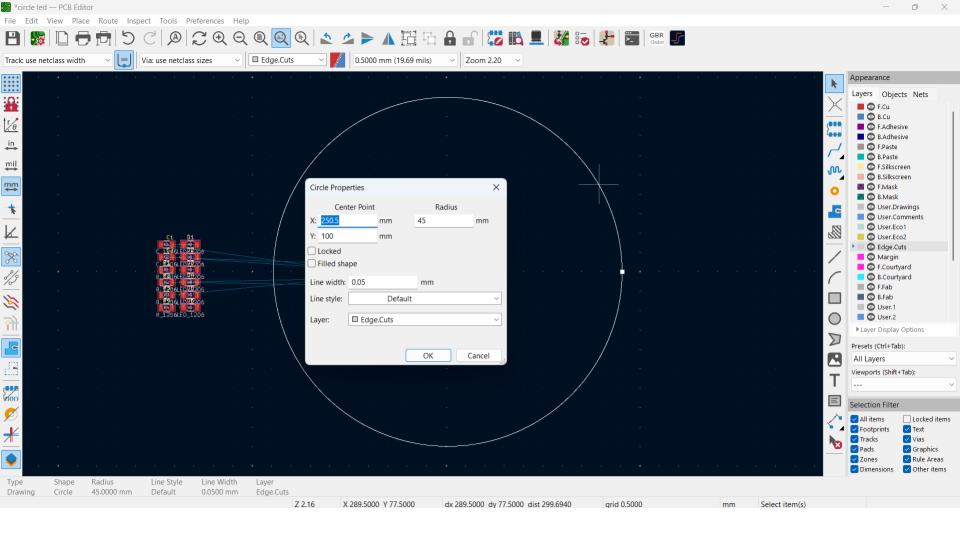 *circle led — PCB Editor
File Edit View Place Route Inspect Tools Preferences Help
GBR
Order
Track: use netclass width
Via: use netclass sizes
Edge.Cuts
0.5000 mm (19.69 mils)
Zoom 2.20
in
mil
mm
C1 D1
Circle Properties
Center Point Radius
X: 250.5 mm 45 mm
Y: 100 mm
Locked
Filled shape
Line width: 0.05 mm
Line style: Default
Layer: Edge.Cuts
OK Cancel
Appearance
Layers Objects Nets
F.Cu
B.Cu
F.Adhesive
B.Adhesive
F.Paste
B.Paste
F.Silkscreen
B.Silkscreen
F.Mask
B.Mask
User.Drawings
User.Comments
User.Eco1
User.Eco2
Edge.Cuts
Margin
F.Courtyard
B.Courtyard
F.Fab
B.Fab
User.1
User.2
Layer Display Options
Presets (Ctrl+Tab):
All Layers
Viewports (Shift+Tab):
---
Selection Filter
All items Locked items
Footprints Text
Tracks Vias
Pads Graphics
Zones Rule Areas
Dimensions Other items
Type Shape Radius Line Style Line Width Layer
Drawing Circle 45.0000 mm Default 0.0500 mm Edge.Cuts
Z 2.16 X 289.5000 Y 77.5000 dx 289.5000 dy 77.5000 dist 299.6940 grid 0.5000 mm Select item(s)